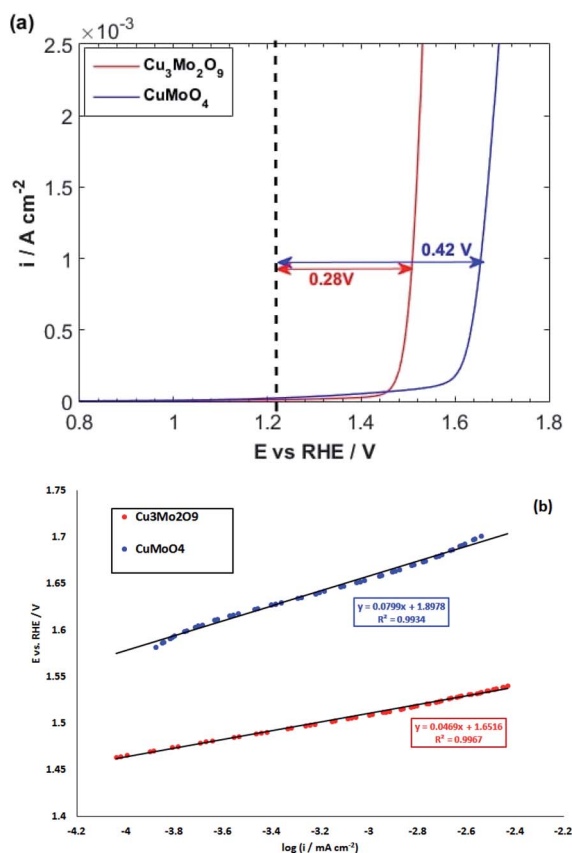 (a)
×10⁻³
2.5
2
1.5
1
0.5
0
i / A cm⁻²
Cu₃Mo₂O₉
CuMoO₄
0.42 V
0.28V
0.8 1 1.2 1.4 1.6 1.8
E vs RHE / V
(b)
1.75
1.7
1.65
1.6
1.55
1.5
1.45
1.4
E vs. RHE / V
Cu3Mo2O9
CuMoO4
y = 0.0799x + 1.8978
R² = 0.9934
y = 0.0469x + 1.6516
R² = 0.9967
-4.2 -4 -3.8 -3.6 -3.4 -3.2 -3 -2.8 -2.6 -2.4 -2.2
log (i / mA cm⁻²)